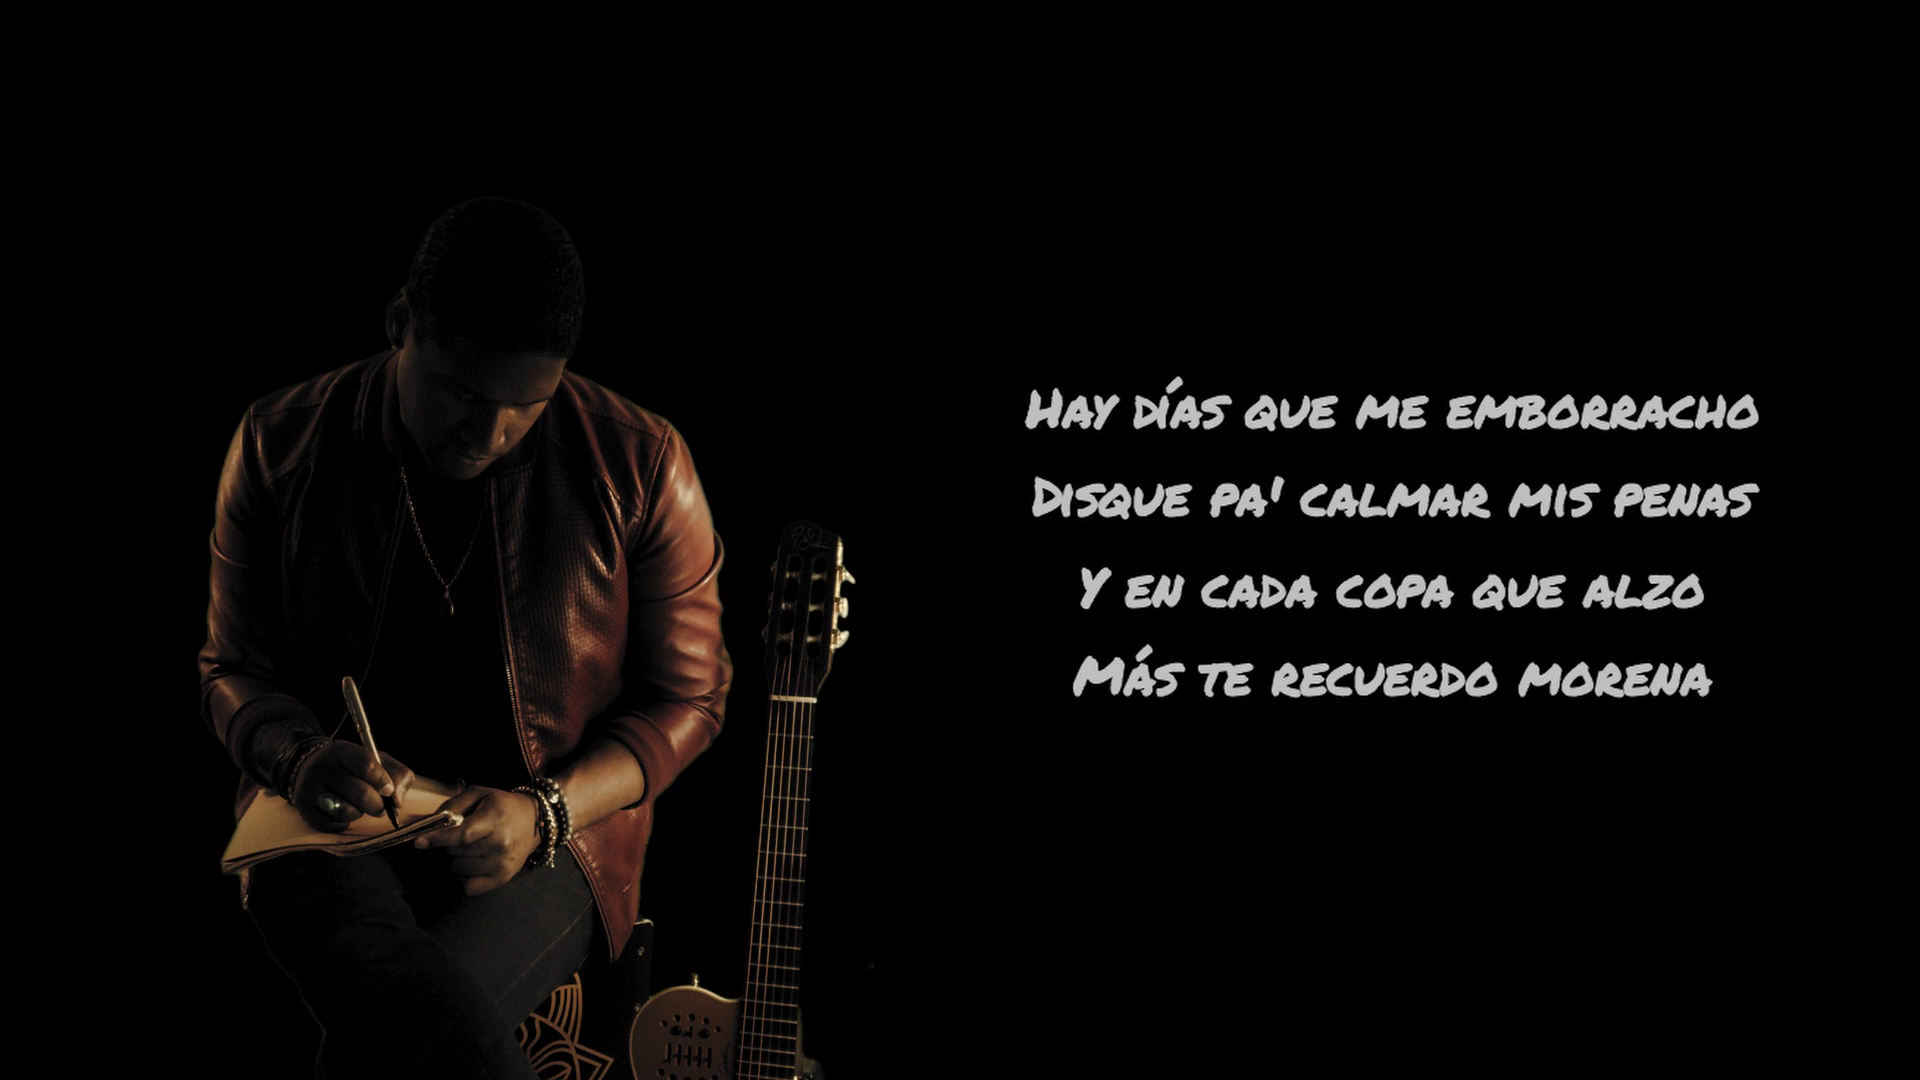 Hay días que me emborracho
Disque pa' calmar mis penas
Y en cada copa que alzo
Más te recuerdo morena